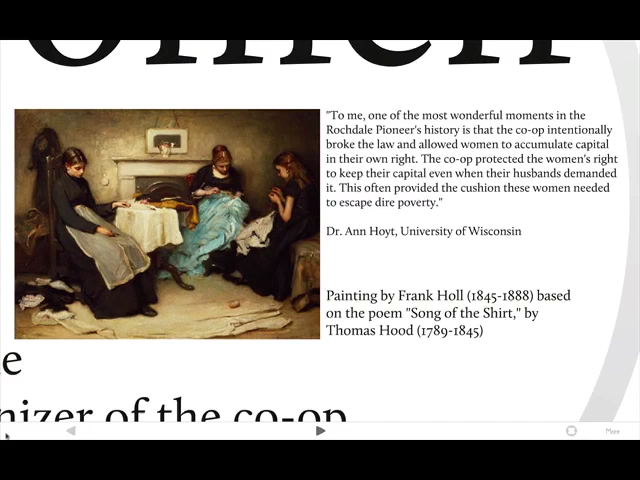 omen
"To me, one of the most wonderful moments in the
Rochdale Pioneer's history is that the co-op intentionally
broke the law and allowed women to accumulate capital
in their own right. The co-op protected the women's right
to keep their capital even when their husbands demanded
it. This often provided the cushion these women needed
to escape dire poverty."
Dr. Ann Hoyt, University of Wisconsin
Painting by Frank Holl (1845-1888) based
on the poem "Song of the Shirt," by
Thomas Hood (1789-1845)
e
nizer of the co-op
More